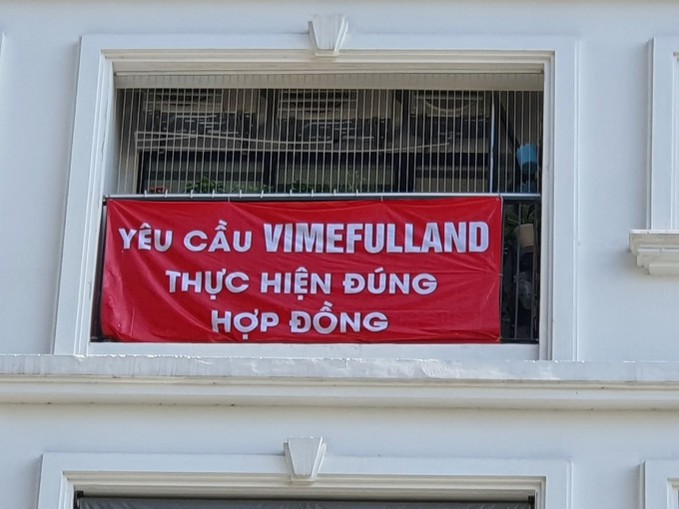 YÊU CẦU VIMEFULLAND
THỰC HIỆN ĐÚNG
HỢP ĐỒNG